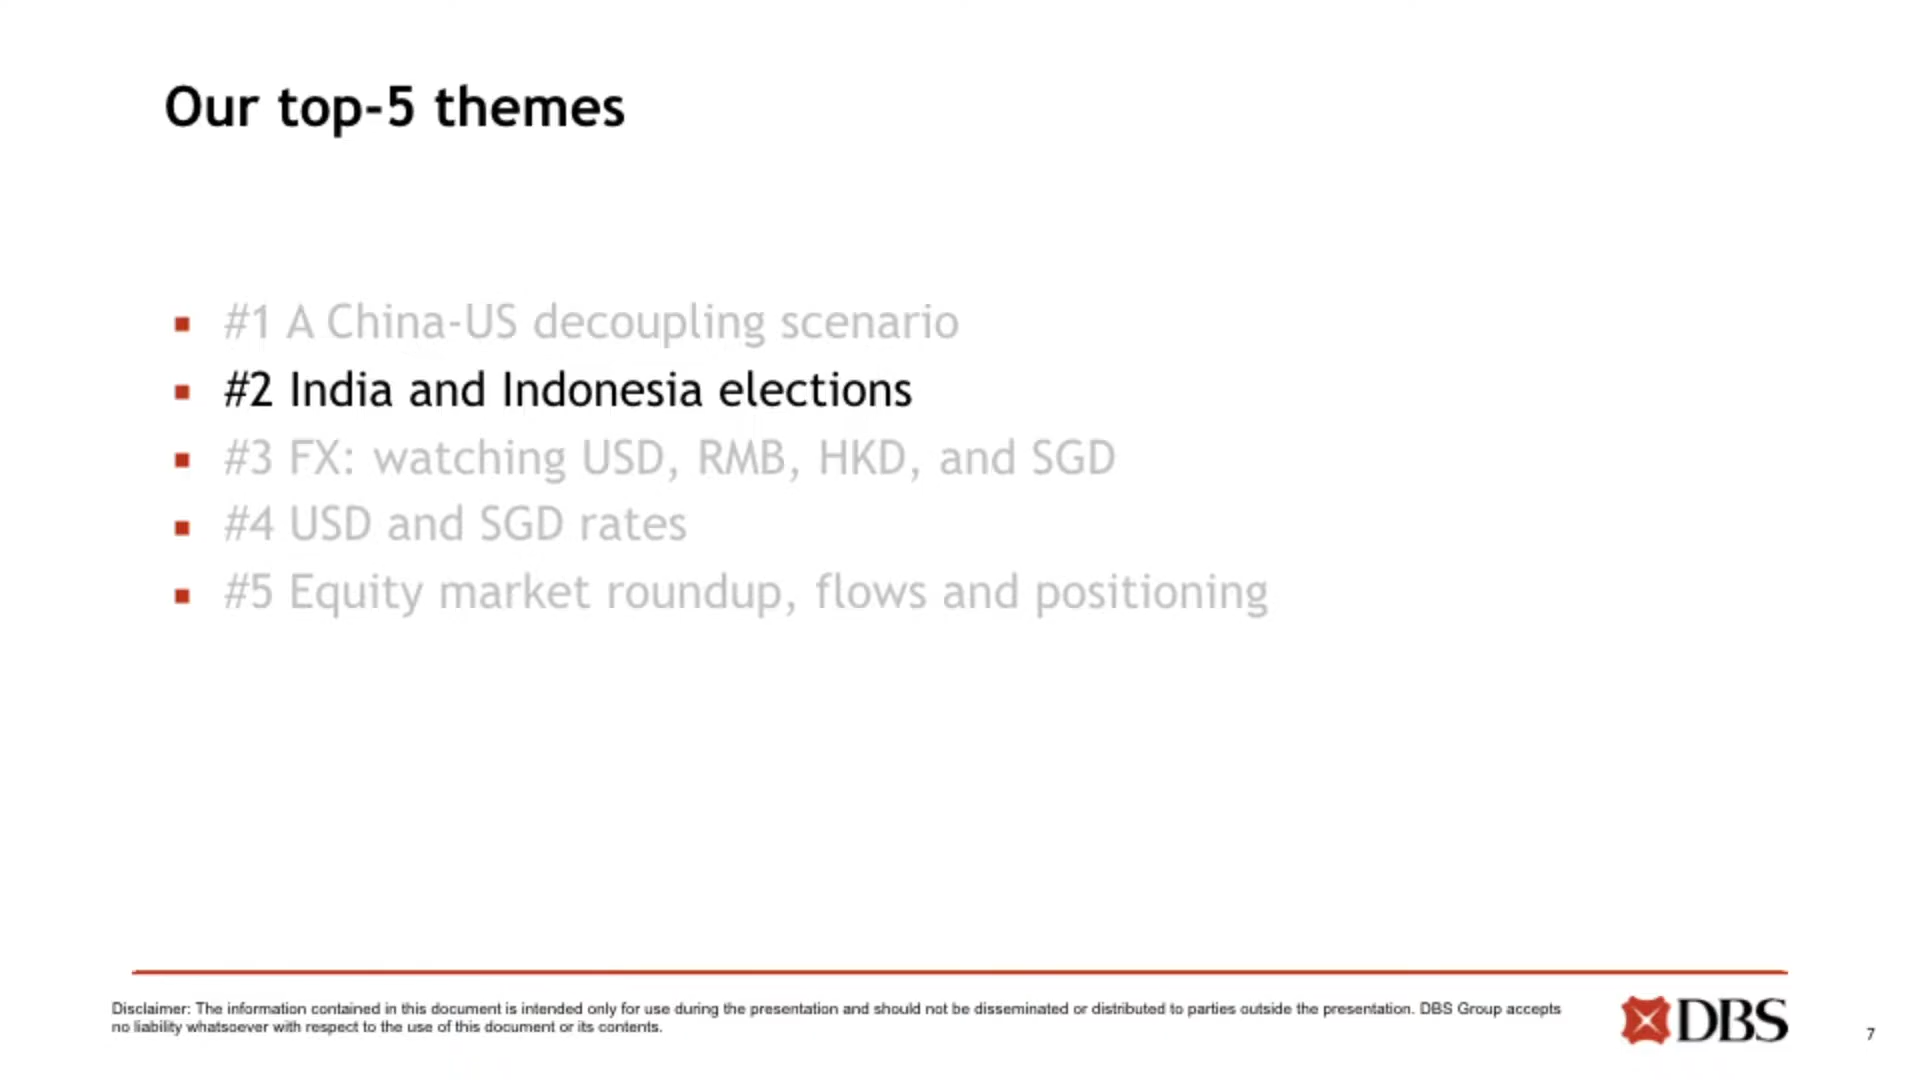 Our top-5 themes
#1 A China-US decoupling scenario
#2 India and Indonesia elections
#3 FX: watching USD, RMB, HKD, and SGD
#4 USD and SGD rates
#5 Equity market roundup, flows and positioning
Disclaimer: The information contained in this document is intended only for use during the presentation and should not be disseminated or distributed to parties outside the presentation. DBS Group accepts
no liability whatsoever with respect to the use of this document or its contents.
DBS
7